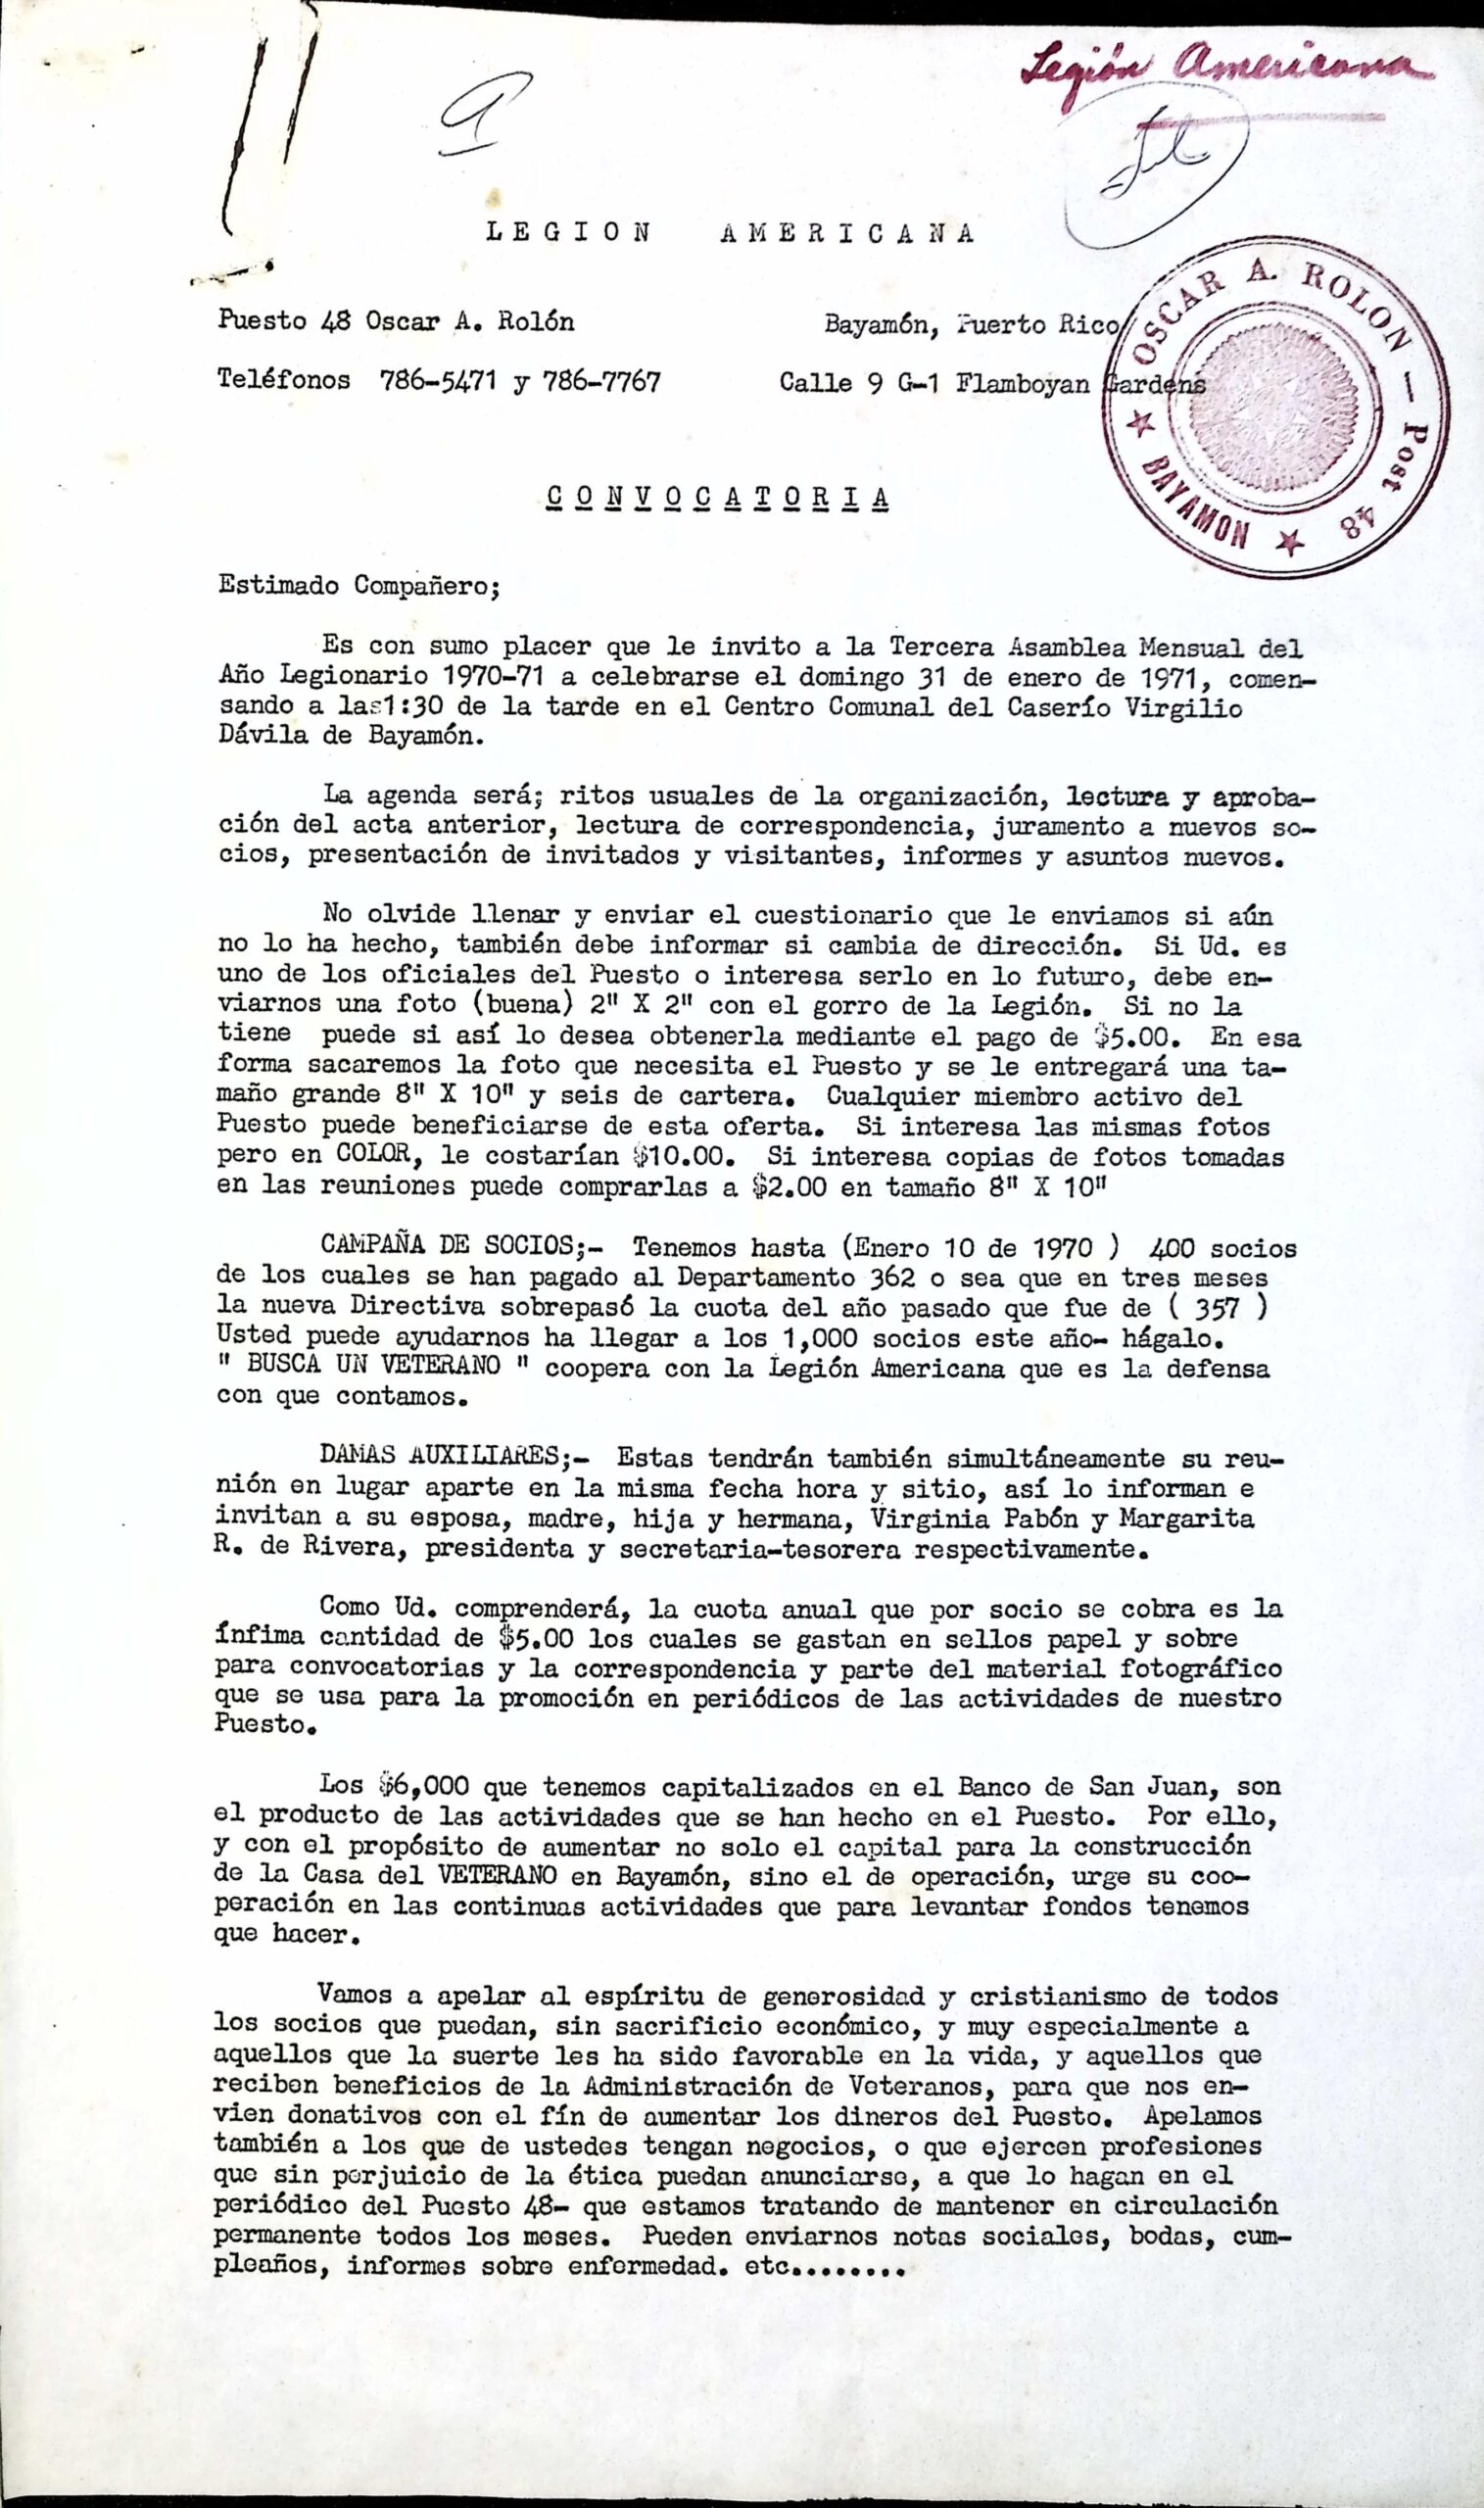 Legión Americana
LEGION AMERICANA
OSCAR A. ROLON — Post 48 ★ BAYAMON ★
Puesto 48 Oscar A. Rolón Bayamón, Puerto Rico
Teléfonos 786-5471 y 786-7767 Calle 9 G-1 Flamboyan Gardens
CONVOCATORIA
Estimado Compañero;
Es con sumo placer que le invito a la Tercera Asamblea Mensual del
Año Legionario 1970-71 a celebrarse el domingo 31 de enero de 1971, comen-
sando a las1:30 de la tarde en el Centro Comunal del Caserío Virgilio
Dávila de Bayamón.
La agenda será; ritos usuales de la organización, lectura y aproba-
ción del acta anterior, lectura de correspondencia, juramento a nuevos so-
cios, presentación de invitados y visitantes, informes y asuntos nuevos.
No olvide llenar y enviar el cuestionario que le enviamos si aún
no lo ha hecho, también debe informar si cambia de dirección. Si Ud. es
uno de los oficiales del Puesto o interesa serlo en lo futuro, debe en-
viarnos una foto (buena) 2" X 2" con el gorro de la Legión. Si no la
tiene puede si así lo desea obtenerla mediante el pago de $5.00. En esa
forma sacaremos la foto que necesita el Puesto y se le entregará una ta-
maño grande 8" X 10" y seis de cartera. Cualquier miembro activo del
Puesto puede beneficiarse de esta oferta. Si interesa las mismas fotos
pero en COLOR, le costarían $10.00. Si interesa copias de fotos tomadas
en las reuniones puede comprarlas a $2.00 en tamaño 8" X 10"
CAMPAÑA DE SOCIOS;- Tenemos hasta (Enero 10 de 1970 ) 400 socios
de los cuales se han pagado al Departamento 362 o sea que en tres meses
la nueva Directiva sobrepasó la cuota del año pasado que fue de ( 357 )
Usted puede ayudarnos ha llegar a los 1,000 socios este año- hágalo.
" BUSCA UN VETERANO " coopera con la Legión Americana que es la defensa
con que contamos.
DAMAS AUXILIARES;- Estas tendrán también simultáneamente su reu-
nión en lugar aparte en la misma fecha hora y sitio, así lo informan e
invitan a su esposa, madre, hija y hermana, Virginia Pabón y Margarita
R. de Rivera, presidenta y secretaria-tesorera respectivamente.
Como Ud. comprenderá, la cuota anual que por socio se cobra es la
ínfima cantidad de $5.00 los cuales se gastan en sellos papel y sobre
para convocatorias y la correspondencia y parte del material fotográfico
que se usa para la promoción en periódicos de las actividades de nuestro
Puesto.
Los $6,000 que tenemos capitalizados en el Banco de San Juan, son
el producto de las actividades que se han hecho en el Puesto. Por ello,
y con el propósito de aumentar no solo el capital para la construcción
de la Casa del VETERANO en Bayamón, sino el de operación, urge su coo-
peración en las continuas actividades que para levantar fondos tenemos
que hacer.
Vamos a apelar al espíritu de generosidad y cristianismo de todos
los socios que puedan, sin sacrificio económico, y muy especialmente a
aquellos que la suerte les ha sido favorable en la vida, y aquellos que
reciben beneficios de la Administración de Veteranos, para que nos en-
vien donativos con el fín de aumentar los dineros del Puesto. Apelamos
también a los que de ustedes tengan negocios, o que ejercen profesiones
que sin perjuicio de la ética puedan anunciarse, a que lo hagan en el
periódico del Puesto 48- que estamos tratando de mantener en circulación
permanente todos los meses. Pueden enviarnos notas sociales, bodas, cum-
pleaños, informes sobre enfermedad. etc........